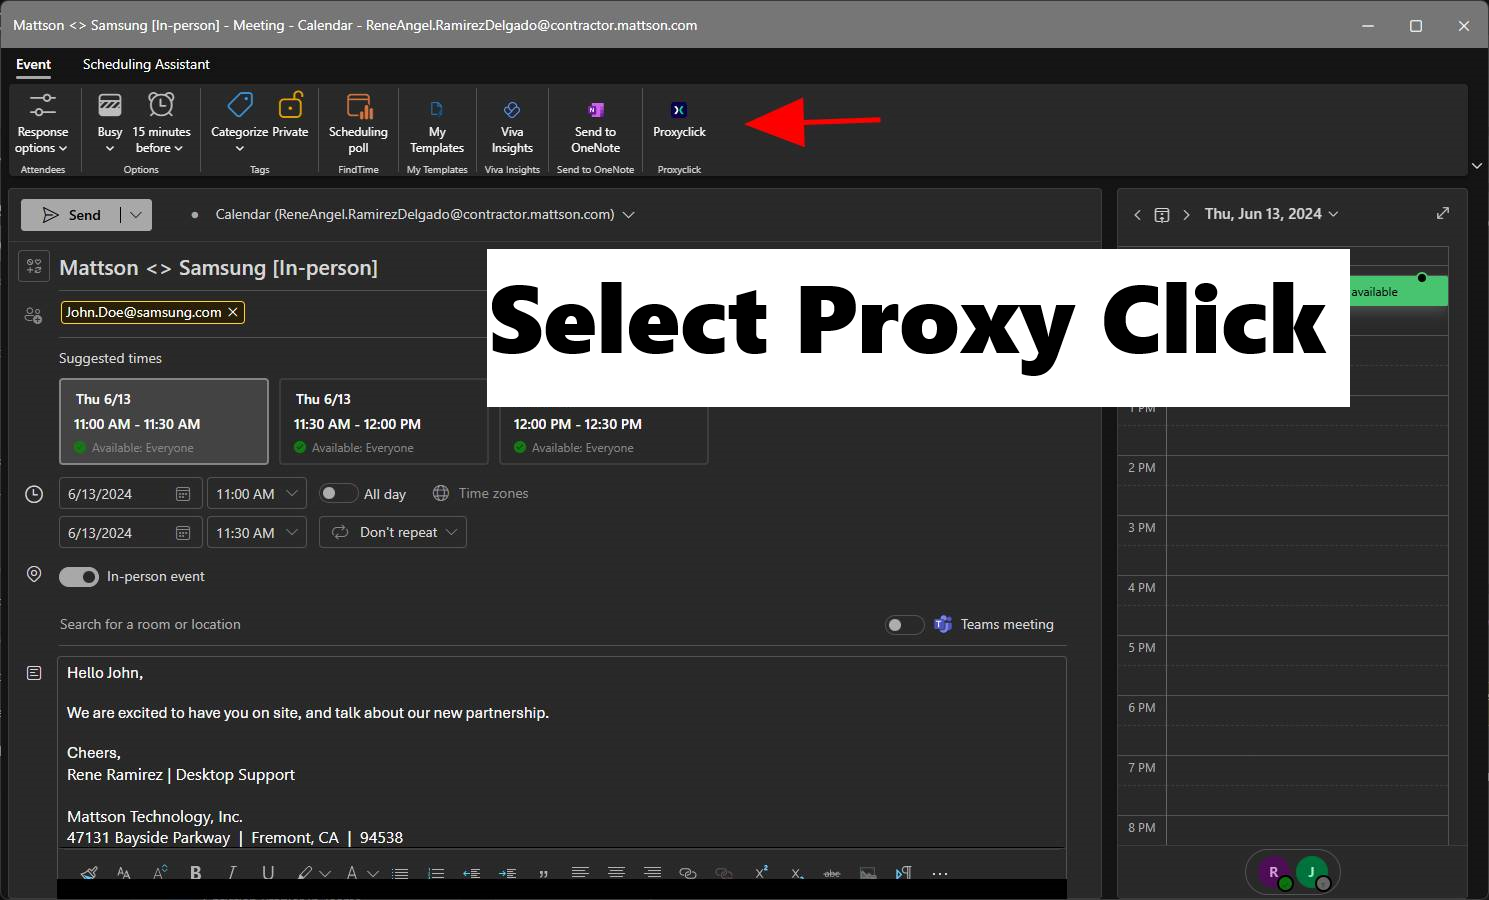 Mattson <> Samsung [In-person] - Meeting - Calendar - ReneAngel.RamirezDelgado@contractor.mattson.com
Event Scheduling Assistant
Response options
Busy
15 minutes before
Categorize
Private
Scheduling poll
My Templates
Viva Insights
Send to OneNote
Proxyclick
Attendees
Options
Tags
FindTime
My Templates
Viva Insights
Send to OneNote
Proxyclick
Send
Calendar (ReneAngel.RamirezDelgado@contractor.mattson.com)
Thu, Jun 13, 2024
Mattson <> Samsung [In-person]
Select Proxy Click
available
John.Doe@samsung.com
Suggested times
Thu 6/13
11:00 AM - 11:30 AM
Available: Everyone
Thu 6/13
11:30 AM - 12:00 PM
Available: Everyone
12:00 PM - 12:30 PM
Available: Everyone
6/13/2024 11:00 AM All day Time zones
6/13/2024 11:30 AM Don't repeat
In-person event
Search for a room or location
Teams meeting
Hello John,
We are excited to have you on site, and talk about our new partnership.
Cheers,
Rene Ramirez | Desktop Support
Mattson Technology, Inc.
47131 Bayside Parkway | Fremont, CA | 94538
1 PM
2 PM
3 PM
4 PM
5 PM
6 PM
7 PM
8 PM
R J